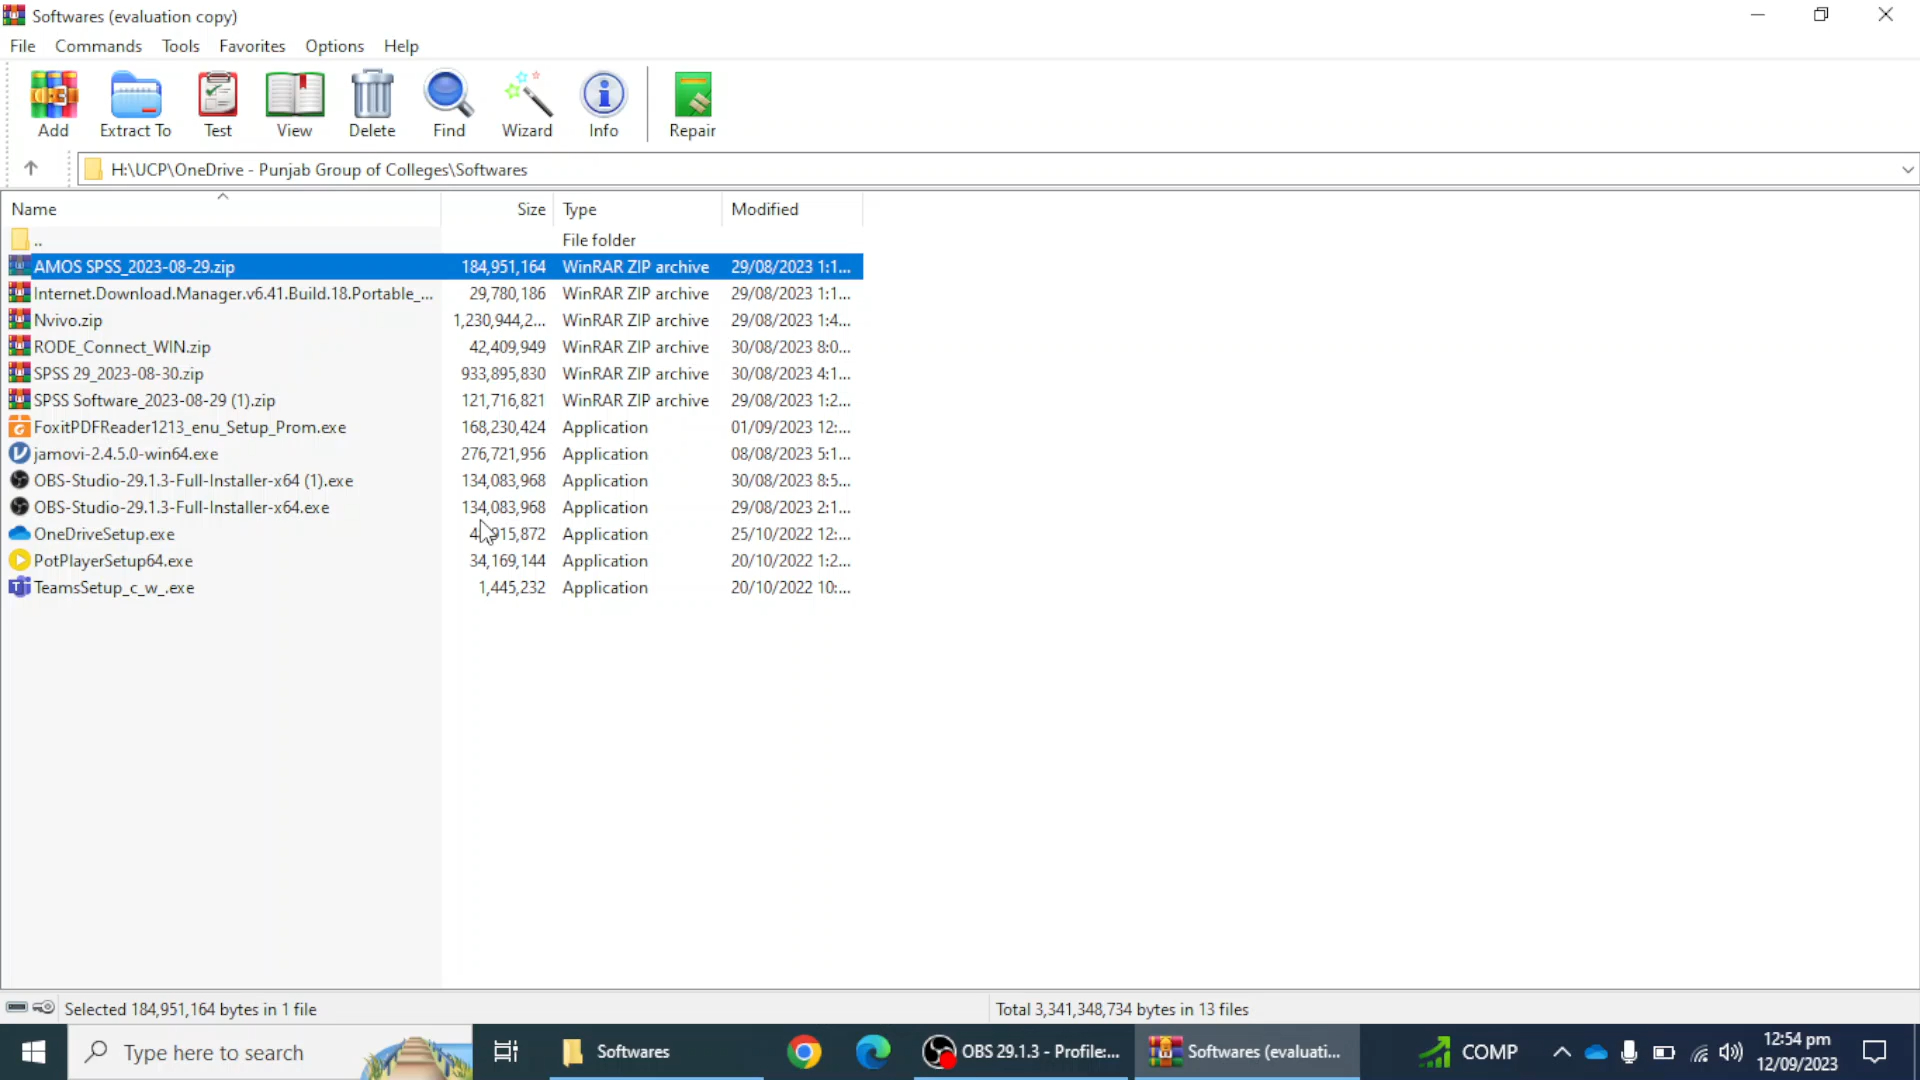 Softwares (evaluation copy)
File Commands Tools Favorites Options Help
Add Extract To Test View Delete Find Wizard Info Repair
H:\UCP\OneDrive - Punjab Group of Colleges\Softwares
Name Size Type Modified
.. File folder
AMOS SPSS_2023-08-29.zip 184,951,164 WinRAR ZIP archive 29/08/2023 1:1...
Internet.Download.Manager.v6.41.Build.18.Portable_... 29,780,186 WinRAR ZIP archive 29/08/2023 1:1...
Nvivo.zip 1,230,944,2... WinRAR ZIP archive 29/08/2023 1:4...
RODE_Connect_WIN.zip 42,409,949 WinRAR ZIP archive 30/08/2023 8:0...
SPSS 29_2023-08-30.zip 933,895,830 WinRAR ZIP archive 30/08/2023 4:1...
SPSS Software_2023-08-29 (1).zip 121,716,821 WinRAR ZIP archive 29/08/2023 1:2...
FoxitPDFReader1213_enu_Setup_Prom.exe 168,230,424 Application 01/09/2023 12:...
jamovi-2.4.5.0-win64.exe 276,721,956 Application 08/08/2023 5:1...
OBS-Studio-29.1.3-Full-Installer-x64 (1).exe 134,083,968 Application 30/08/2023 8:5...
OBS-Studio-29.1.3-Full-Installer-x64.exe 134,083,968 Application 29/08/2023 2:1...
OneDriveSetup.exe Application 25/10/2022 12:...
PotPlayerSetup64.exe 34,169,144 Application 20/10/2022 1:2...
TeamsSetup_c_w_.exe 1,445,232 Application 20/10/2022 10:...
Selected 184,951,164 bytes in 1 file Total 3,341,348,734 bytes in 13 files
Type here to search Softwares OBS 29.1.3 - Profile:... Softwares (evaluati... COMP 12:54 pm
12/09/2023